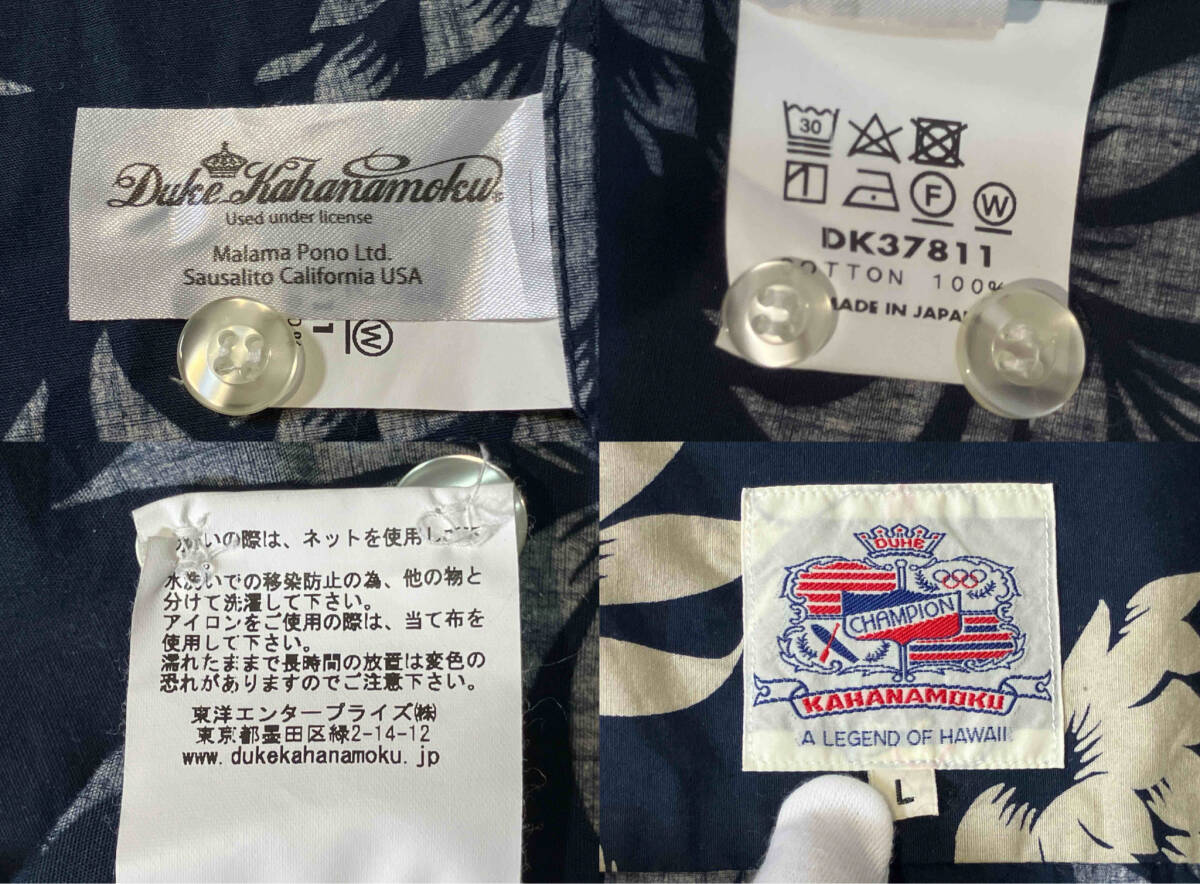 Duke Kahanamoku®
Used under license
Malama Pono Ltd.
Sausalito California USA
W
30
F
W
DK37811
COTTON 100%
MADE IN JAPAN
いの際は、ネットを使用し
水洗いでの移染防止の為、他の物と
分けて洗濯して下さい。
アイロンをご使用の際は、当て布を
使用して下さい。
濡れたままで長時間の放置は変色の
恐れがありますのでご注意下さい。
東洋エンタープライズ㈱
東京都墨田区緑2-14-12
www.dukekahanamoku.jp
DUKE
CHAMPION
KAHANAMOKU
A LEGEND OF HAWAII
L